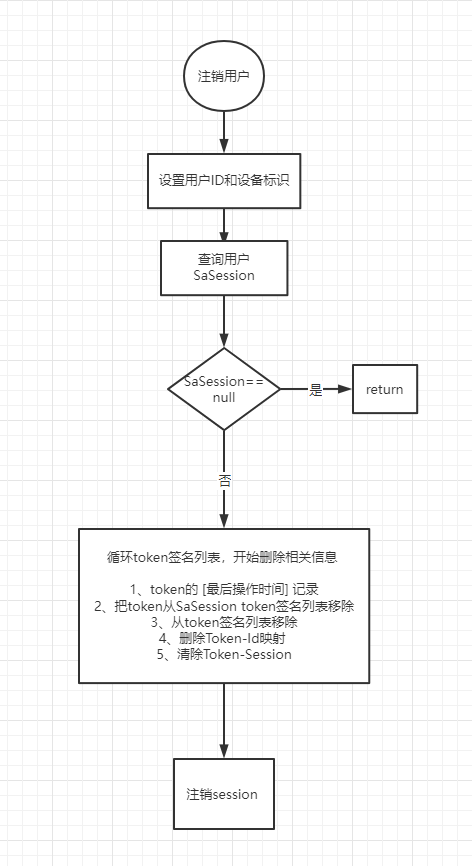 注销用户
设置用户ID和设备标识
查询用户
SaSession
SaSession==
null
是
return
否
循环token签名列表，开始删除相关信息
1、token的 [最后操作时间] 记录
2、把token从SaSession token签名列表移除
3、从token签名列表移除
4、删除Token-Id映射
5、清除Token-Session
注销session